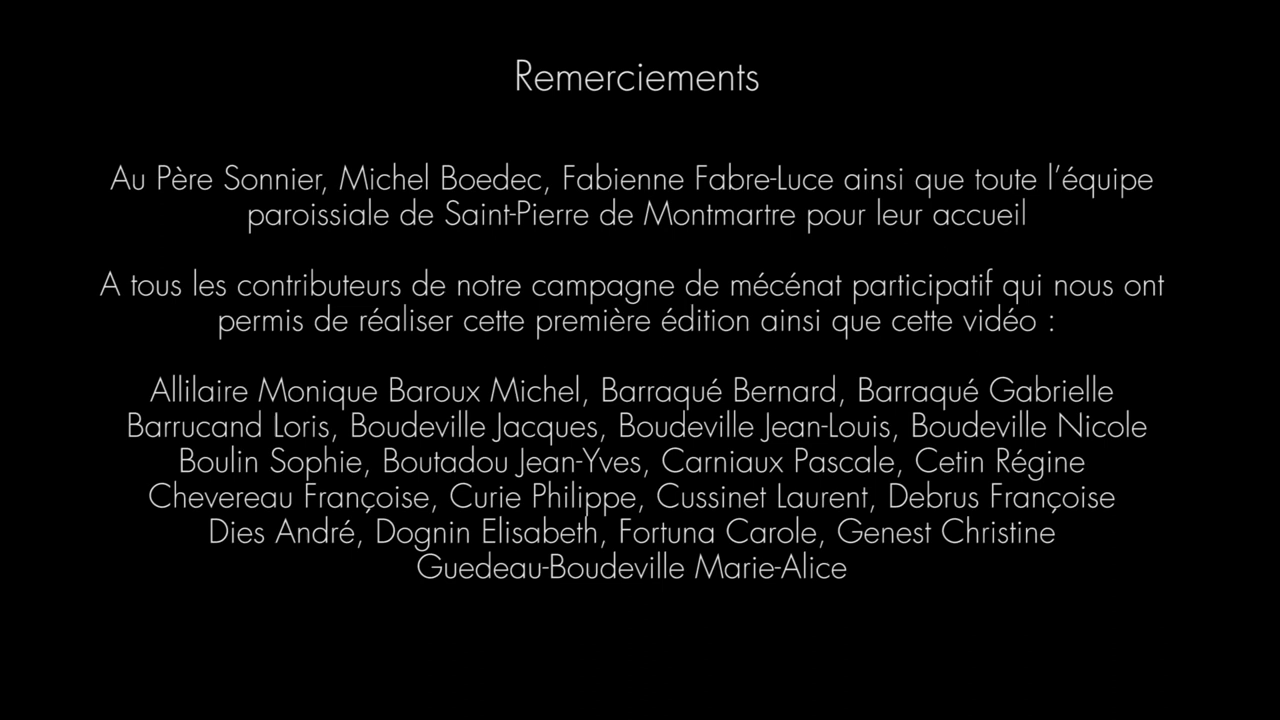 Remerciements
Au Père Sonnier, Michel Boedec, Fabienne Fabre-Luce ainsi que toute l’équipe
paroissiale de Saint-Pierre de Montmartre pour leur accueil
A tous les contributeurs de notre campagne de mécénat participatif qui nous ont
permis de réaliser cette première édition ainsi que cette vidéo :
Allilaire Monique Baroux Michel, Barraqué Bernard, Barraqué Gabrielle
Barrucand Loris, Boudeville Jacques, Boudeville Jean-Louis, Boudeville Nicole
Boulin Sophie, Boutadou Jean-Yves, Carniaux Pascale, Cetin Régine
Chevereau Françoise, Curie Philippe, Cussinet Laurent, Debrus Françoise
Dies André, Dognin Elisabeth, Fortuna Carole, Genest Christine
Guedeau-Boudeville Marie-Alice